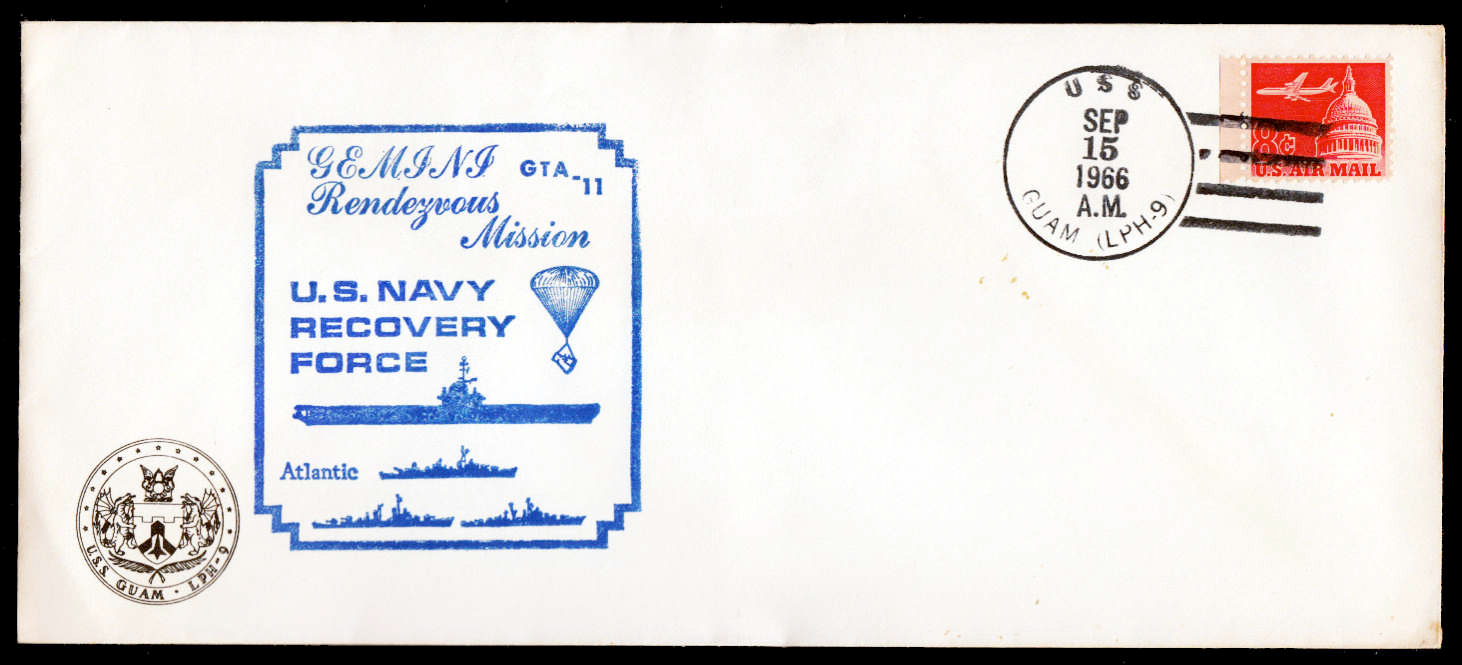 GEMINI GTA-11
Rendezvous
Mission
U.S. NAVY
RECOVERY
FORCE
Atlantic
U.S.S. GUAM · LPH-9
USS
SEP
15
1966
A.M.
GUAM (LPH-9)
8¢
U.S. AIR MAIL